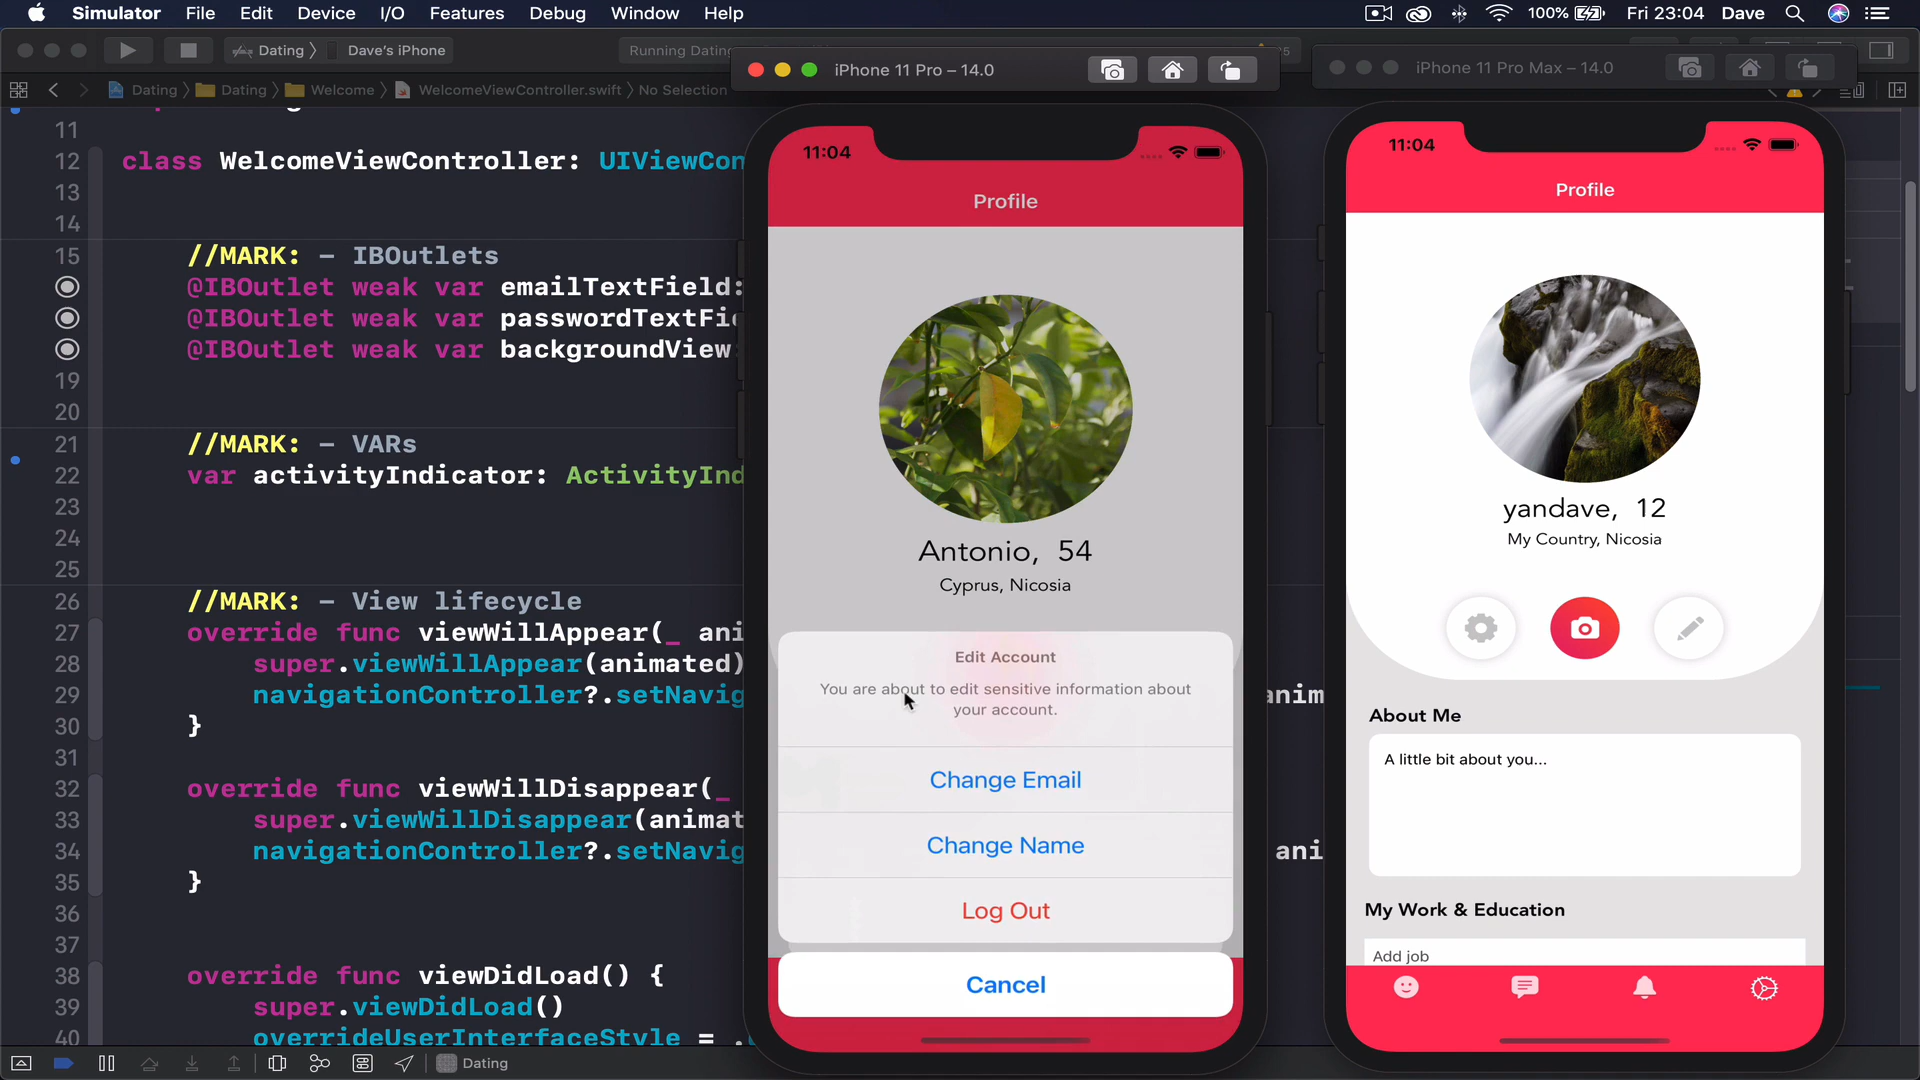 Simulator File Edit Device I/O Features Debug Window Help 100% Fri 23:04 Dave
Dating Dave's iPhone Running Dating
iPhone 11 Pro – 14.0
iPhone 11 Pro Max – 14.0
Dating Dating Welcome WelcomeViewController.swift No Selection
11
12 class WelcomeViewController: UIViewCon
13
14
15 //MARK: – IBOutlets
@IBOutlet weak var emailTextField:
@IBOutlet weak var passwordTextFie
@IBOutlet weak var backgroundView:
19
20
21 //MARK: – VARs
22 var activityIndicator: ActivityInd
23
24
25
26 //MARK: – View lifecycle
27 override func viewWillAppear(_ ani
28 super.viewWillAppear(animated)
29 navigationController?.setNavig anim
30 }
31
32 override func viewWillDisappear(_
33 super.viewWillDisappear(animat
34 navigationController?.setNavig ani
35 }
36
37
38 override func viewDidLoad() {
39 super.viewDidLoad()
40 overrideUserInterfaceStyle = .
Dating
11:04
Profile
Antonio, 54
Cyprus, Nicosia
Edit Account
You are about to edit sensitive information about
your account.
Change Email
Change Name
Log Out
Cancel
11:04
Profile
yandave, 12
My Country, Nicosia
About Me
A little bit about you...
My Work & Education
Add job